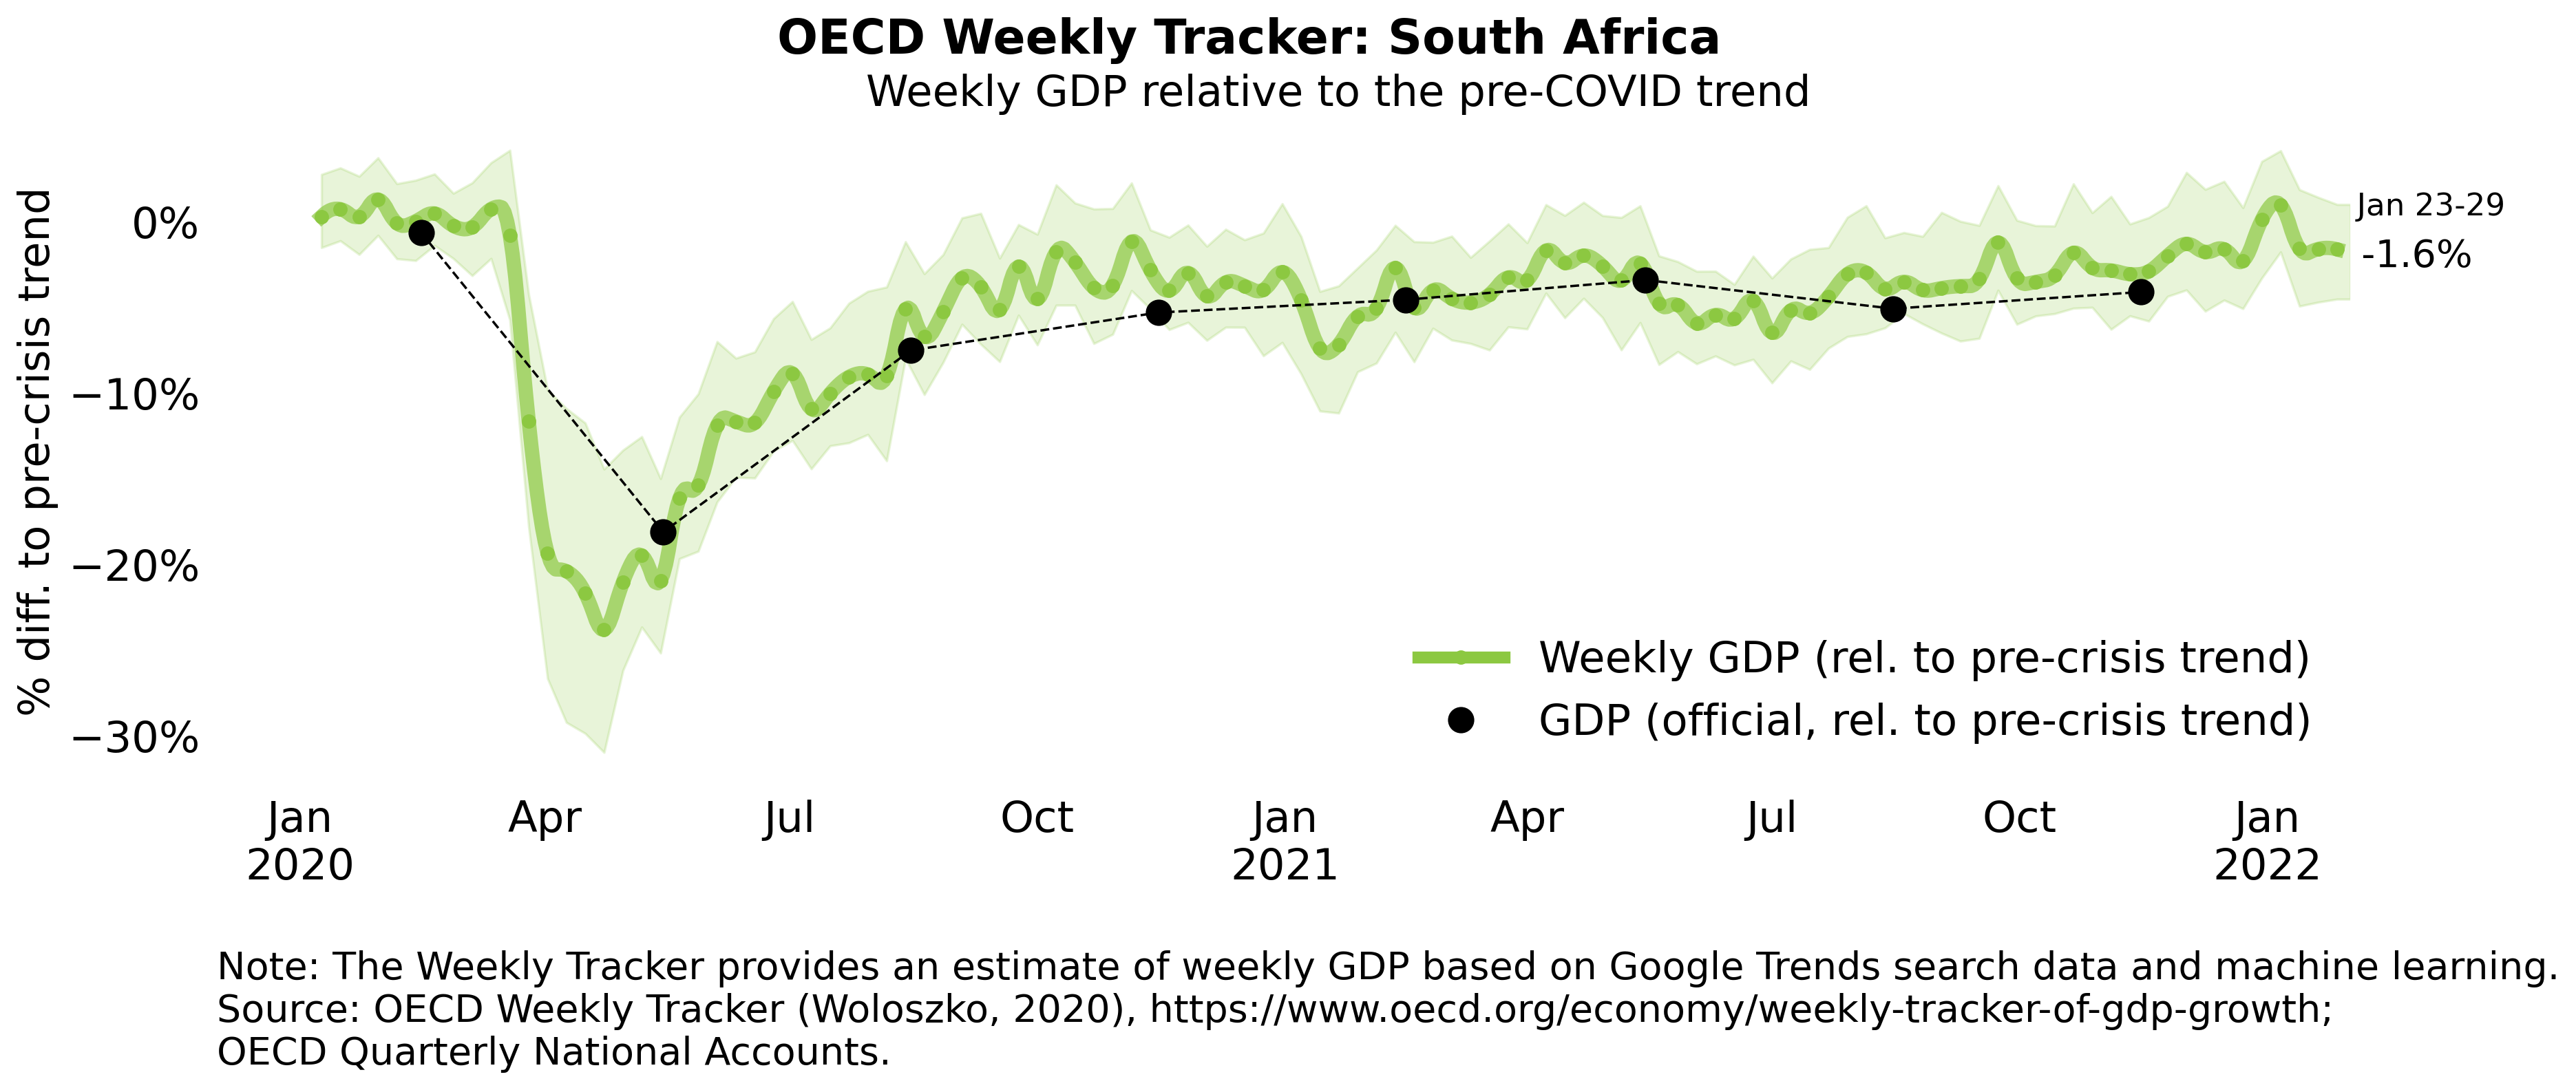 OECD Weekly Tracker: South Africa
Weekly GDP relative to the pre-COVID trend
% diff. to pre-crisis trend
0%
−10%
−20%
−30%
Jan 23-29
-1.6%
Weekly GDP (rel. to pre-crisis trend)
GDP (official, rel. to pre-crisis trend)
Jan
2020
Apr
Jul
Oct
Jan
2021
Apr
Jul
Oct
Jan
2022
Note: The Weekly Tracker provides an estimate of weekly GDP based on Google Trends search data and machine learning.
Source: OECD Weekly Tracker (Woloszko, 2020), https://www.oecd.org/economy/weekly-tracker-of-gdp-growth;
OECD Quarterly National Accounts.